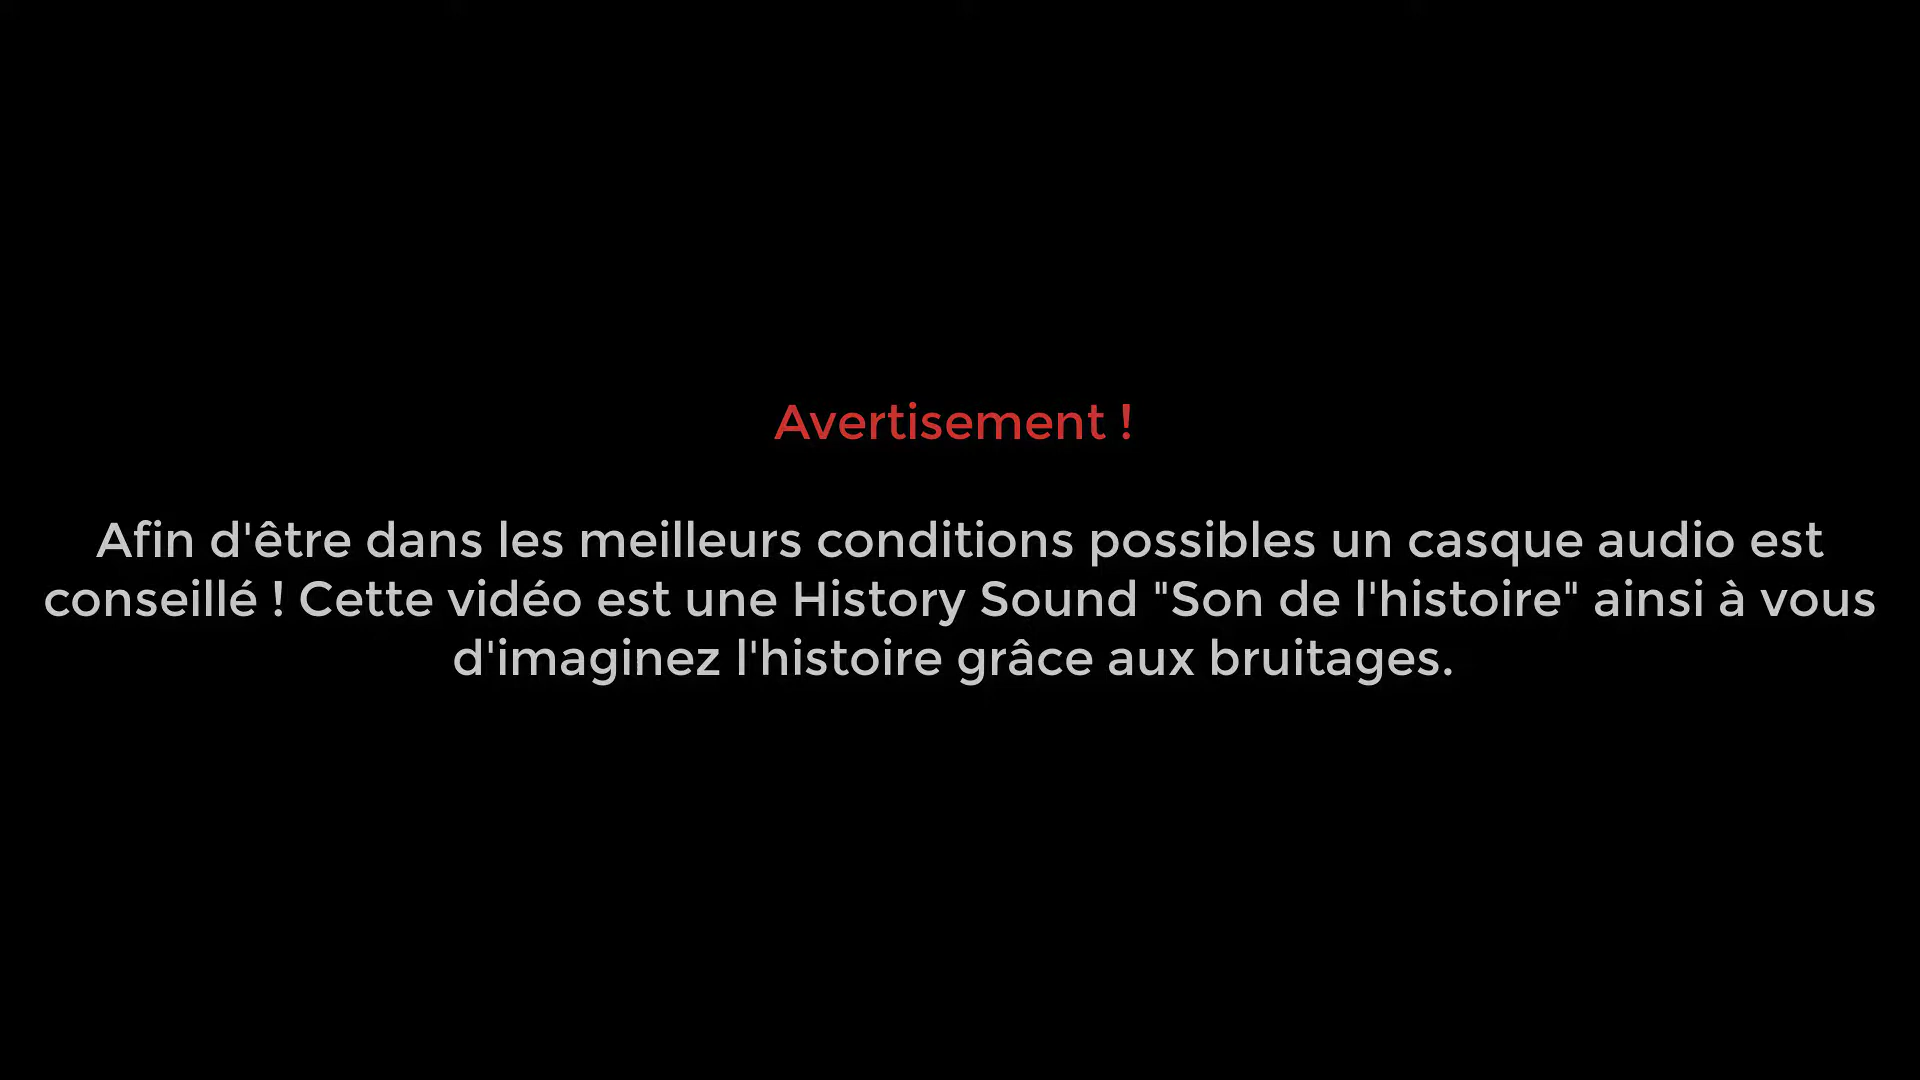 Avertisement !
Afin d'être dans les meilleurs conditions possibles un casque audio est
conseillé ! Cette vidéo est une History Sound "Son de l'histoire" ainsi à vous
d'imaginez l'histoire grâce aux bruitages.